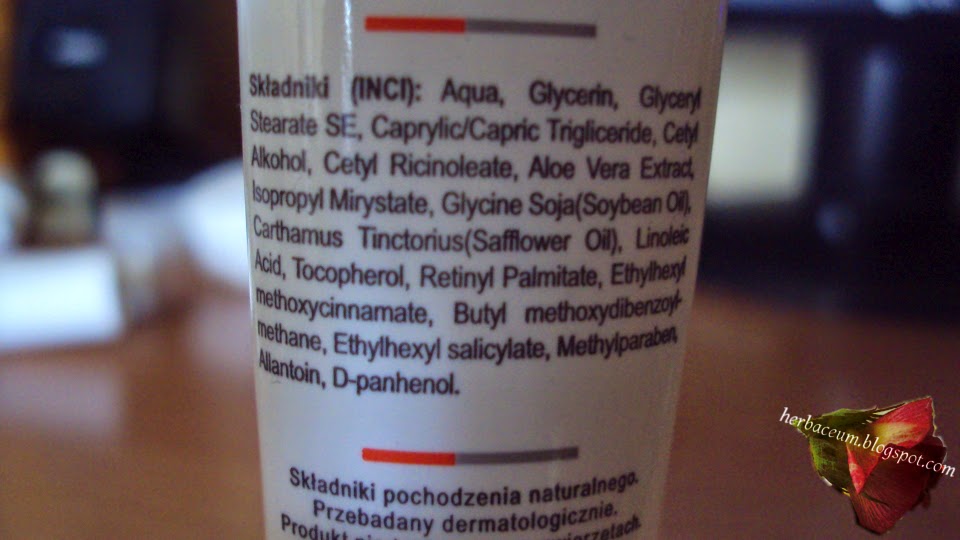 Składniki (INCI): Aqua, Glycerin, Glyceryl
Stearate SE, Caprylic/Capric Trigliceride, Cetyl
Alkohol, Cetyl Ricinoleate, Aloe Vera Extract,
Isopropyl Mirystate, Glycine Soja(Soybean Oil),
Carthamus Tinctorius(Safflower Oil), Linoleic
Acid, Tocopherol, Retinyl Palmitate, Ethylhexyl
methoxycinnamate, Butyl methoxydibenzoyl-
methane, Ethylhexyl salicylate, Methylparaben,
Allantoin, D-panhenol.
Składniki pochodzenia naturalnego.
Przebadany dermatologicznie.
Produkt
herbaceum.blogspot.com